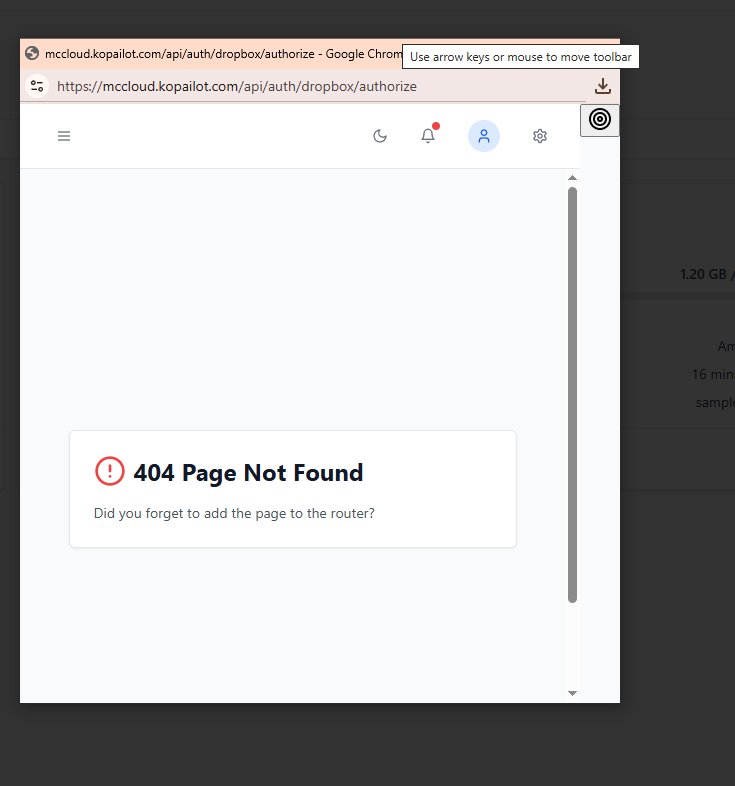 mccloud.kopailot.com/api/auth/dropbox/authorize - Google Chrom
Use arrow keys or mouse to move toolbar
https://mccloud.kopailot.com/api/auth/dropbox/authorize
1.20 GB /
Am
16 min
sample
404 Page Not Found
Did you forget to add the page to the router?